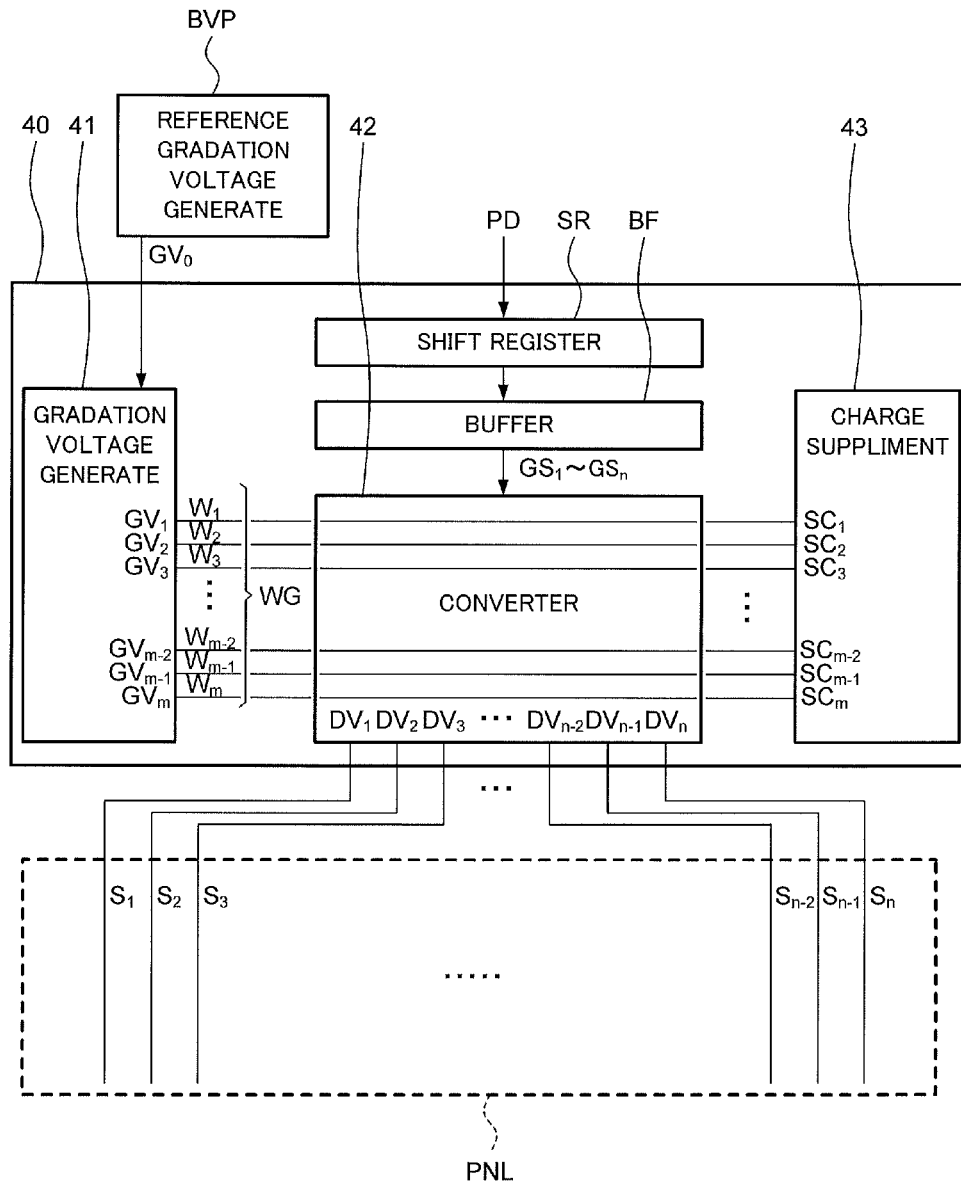 BVP
40
41
REFERENCE
GRADATION
VOLTAGE
GENERATE
42
43
GV₀
PD
SR
BF
SHIFT REGISTER
BUFFER
GS₁~GSₙ
GRADATION
VOLTAGE
GENERATE
CHARGE
SUPPLIMENT
GV₁ W₁ SC₁
GV₂ W₂ SC₂
GV₃ W₃ SC₃
⋮ WG CONVERTER ⋮
GVₘ₋₂ Wₘ₋₂ SCₘ₋₂
GVₘ₋₁ Wₘ₋₁ SCₘ₋₁
GVₘ Wₘ SCₘ
DV₁ DV₂ DV₃ ⋯ DVₙ₋₂ DVₙ₋₁ DVₙ
⋯
S₁ S₂ S₃ Sₙ₋₂ Sₙ₋₁ Sₙ
.....
PNL